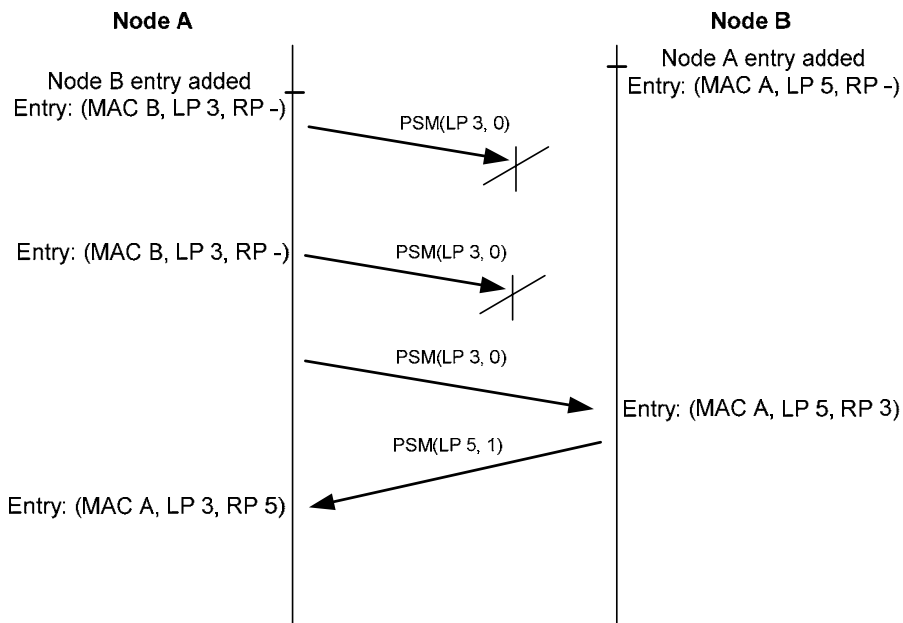 Node A
Node B
Node B entry added
Entry: (MAC B, LP 3, RP -)
Node A entry added
Entry: (MAC A, LP 5, RP -)
PSM(LP 3, 0)
Entry: (MAC B, LP 3, RP -)
PSM(LP 3, 0)
PSM(LP 3, 0)
Entry: (MAC A, LP 5, RP 3)
PSM(LP 5, 1)
Entry: (MAC A, LP 3, RP 5)